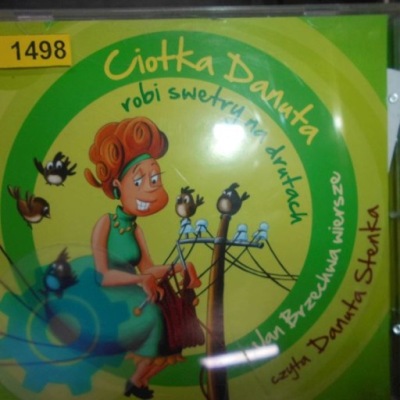 1498
Ciotka Danuta
robi swetry na drutach
Jan Brzechwa wiersze
czyta Danuta Stenka